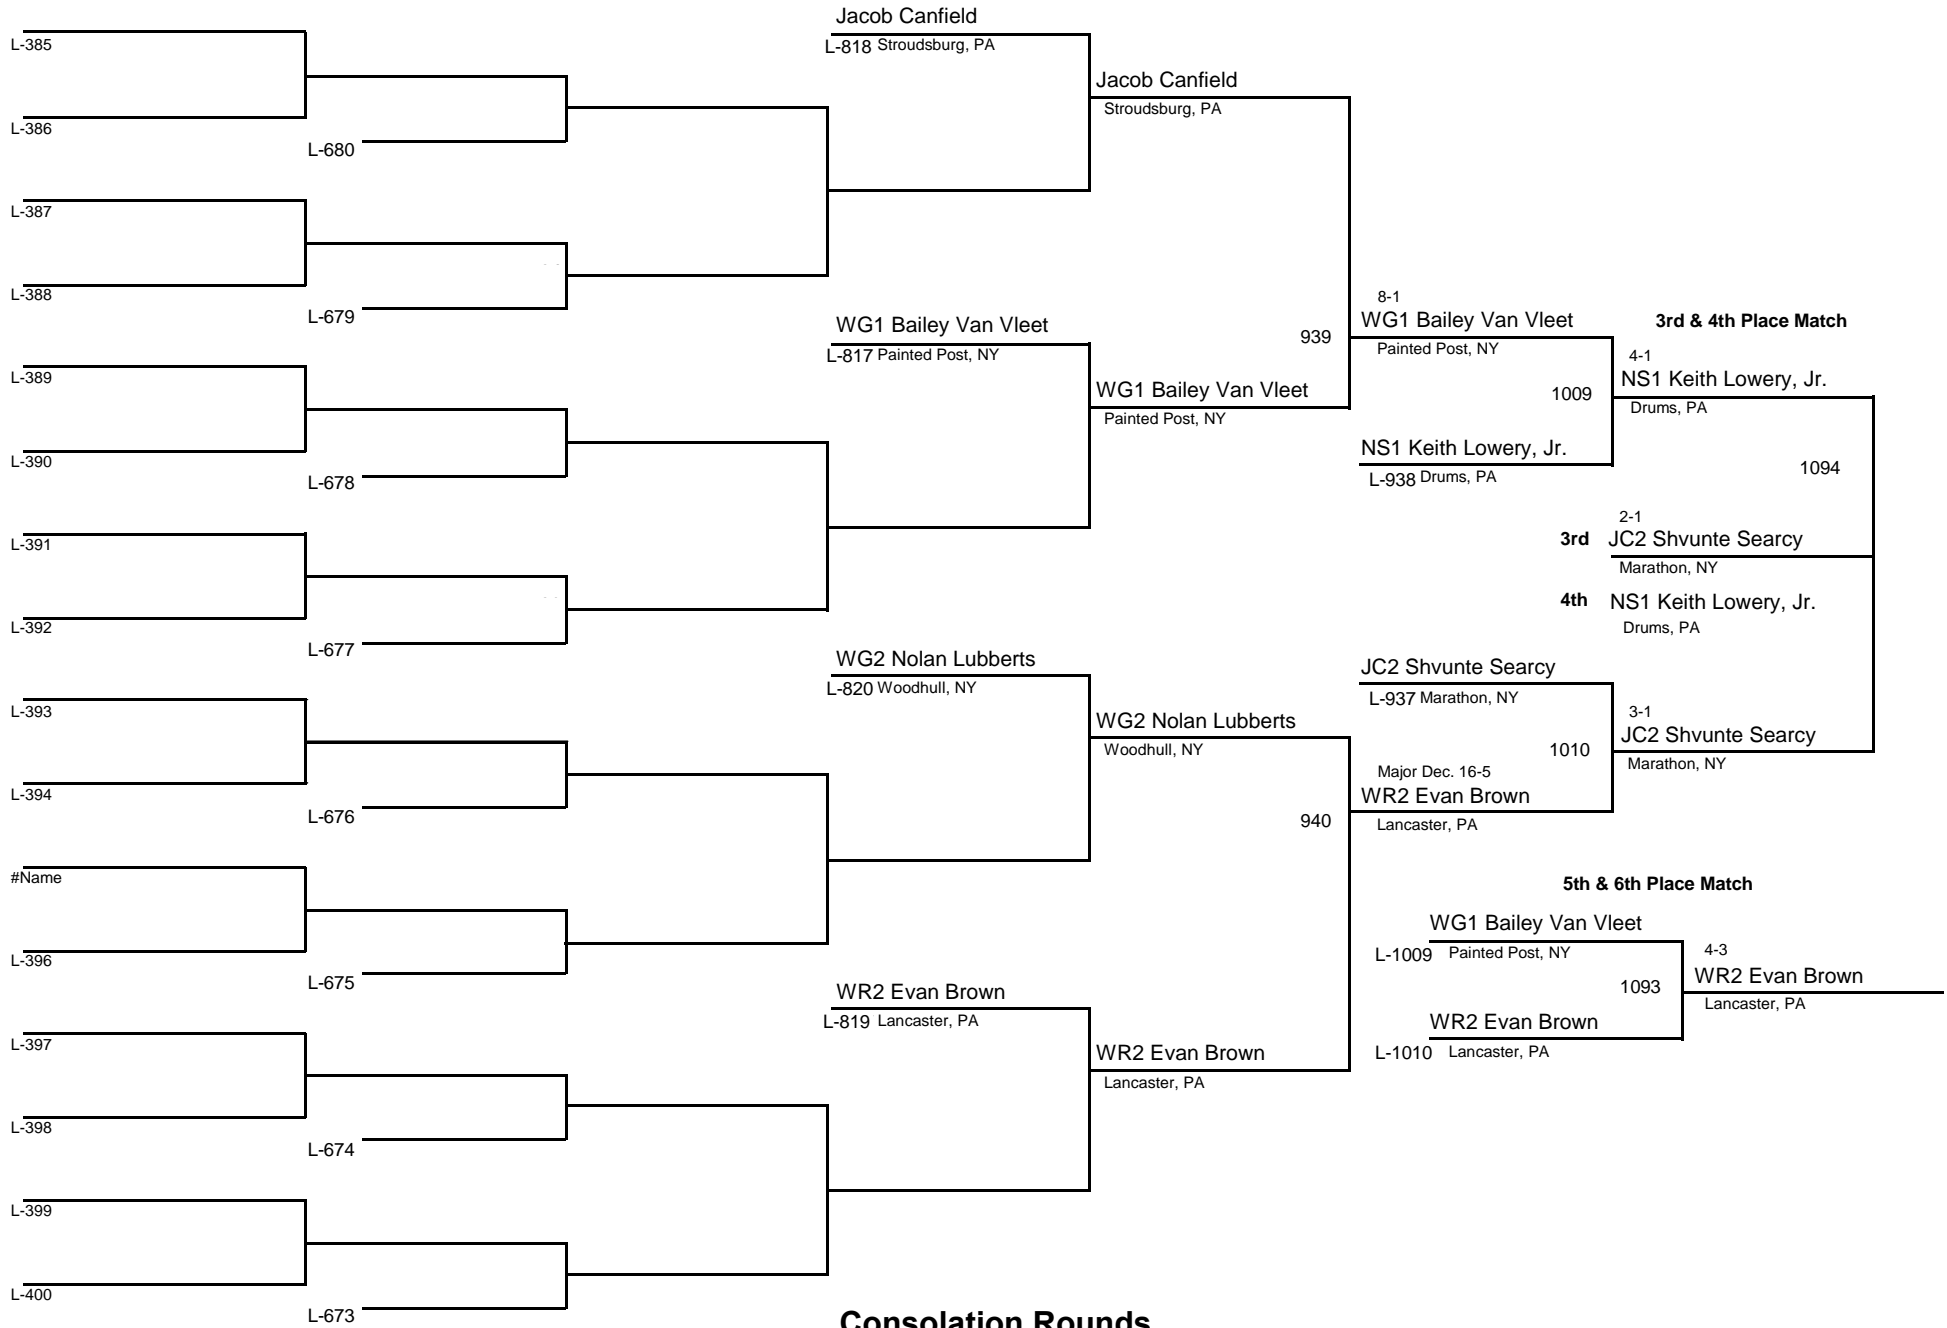 L-385
L-386
L-680
L-387
L-388
L-679
L-389
L-390
L-678
L-391
L-392
L-677
L-393
L-394
L-676
#Name
L-396
L-675
L-397
L-398
L-674
L-399
L-400
L-673
Jacob Canfield
L-818 Stroudsburg, PA
WG1 Bailey Van Vleet
L-817 Painted Post, NY
WG2 Nolan Lubberts
L-820 Woodhull, NY
WR2 Evan Brown
L-819 Lancaster, PA
Jacob Canfield
Stroudsburg, PA
939
WG1 Bailey Van Vleet
Painted Post, NY
WG2 Nolan Lubberts
Woodhull, NY
940
WR2 Evan Brown
Lancaster, PA
8-1
WG1 Bailey Van Vleet
Painted Post, NY
1009
NS1 Keith Lowery, Jr.
L-938 Drums, PA
JC2 Shvunte Searcy
L-937 Marathon, NY
1010
Major Dec. 16-5
WR2 Evan Brown
Lancaster, PA
3rd & 4th Place Match
4-1
NS1 Keith Lowery, Jr.
Drums, PA
1094
2-1
3rd JC2 Shvunte Searcy
Marathon, NY
4th NS1 Keith Lowery, Jr.
Drums, PA
3-1
JC2 Shvunte Searcy
Marathon, NY
5th & 6th Place Match
WG1 Bailey Van Vleet
L-1009 Painted Post, NY
1093
WR2 Evan Brown
L-1010 Lancaster, PA
4-3
WR2 Evan Brown
Lancaster, PA
Consolation Rounds